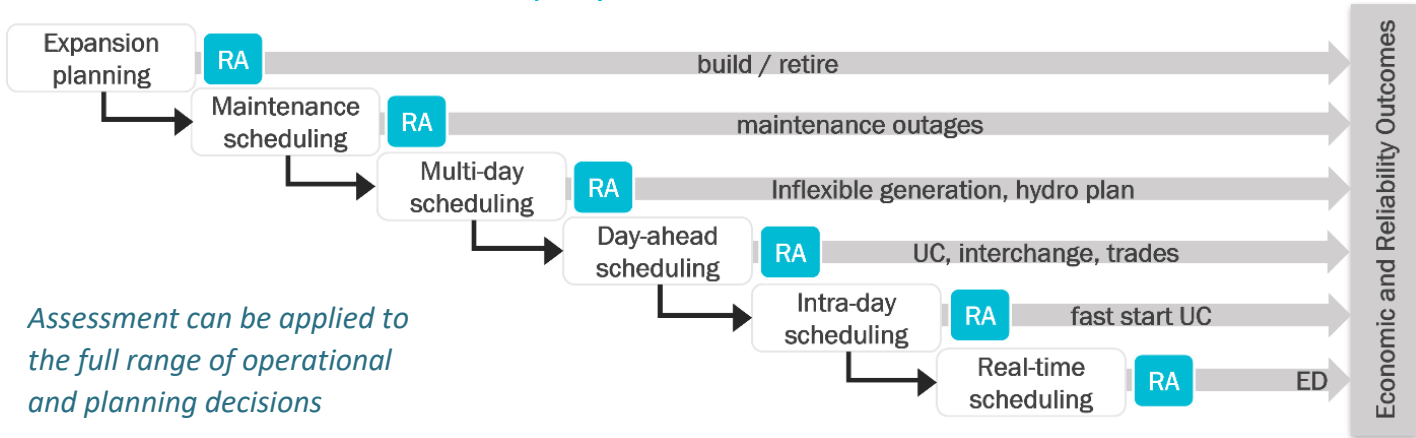 Expansion
planning
RA
build / retire
Maintenance
scheduling
RA
maintenance outages
Multi-day
scheduling
RA
Inflexible generation, hydro plan
Day-ahead
scheduling
RA
UC, interchange, trades
Intra-day
scheduling
RA
fast start UC
Real-time
scheduling
RA
ED
Economic and Reliability Outcomes
Assessment can be applied to
the full range of operational
and planning decisions